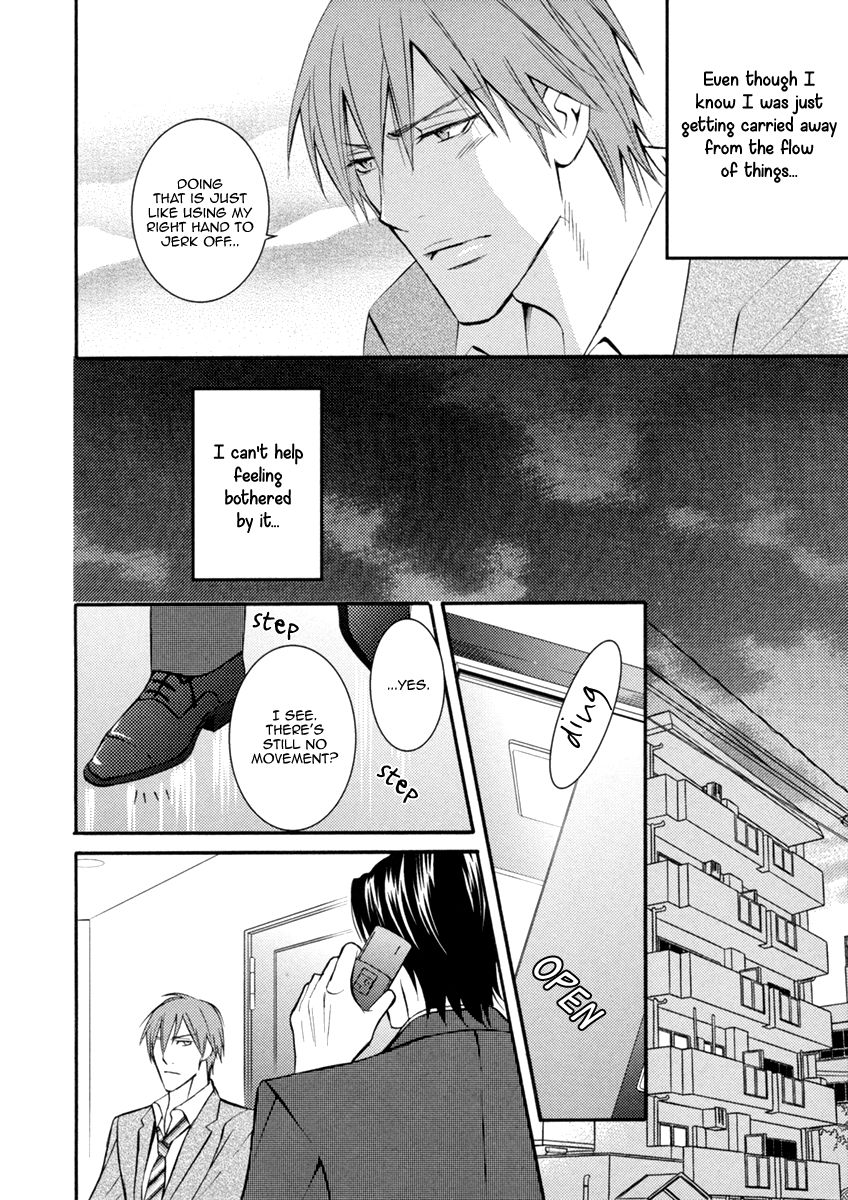 Even though I
know I was just
getting carried away
from the flow
of things...
DOING
THAT IS JUST
LIKE USING MY
RIGHT HAND TO
JERK OFF...
I can't help
feeling
bothered
by it...
ding
OPEN
step
...YES.
I SEE.
THERE'S
STILL NO
MOVEMENT?
step